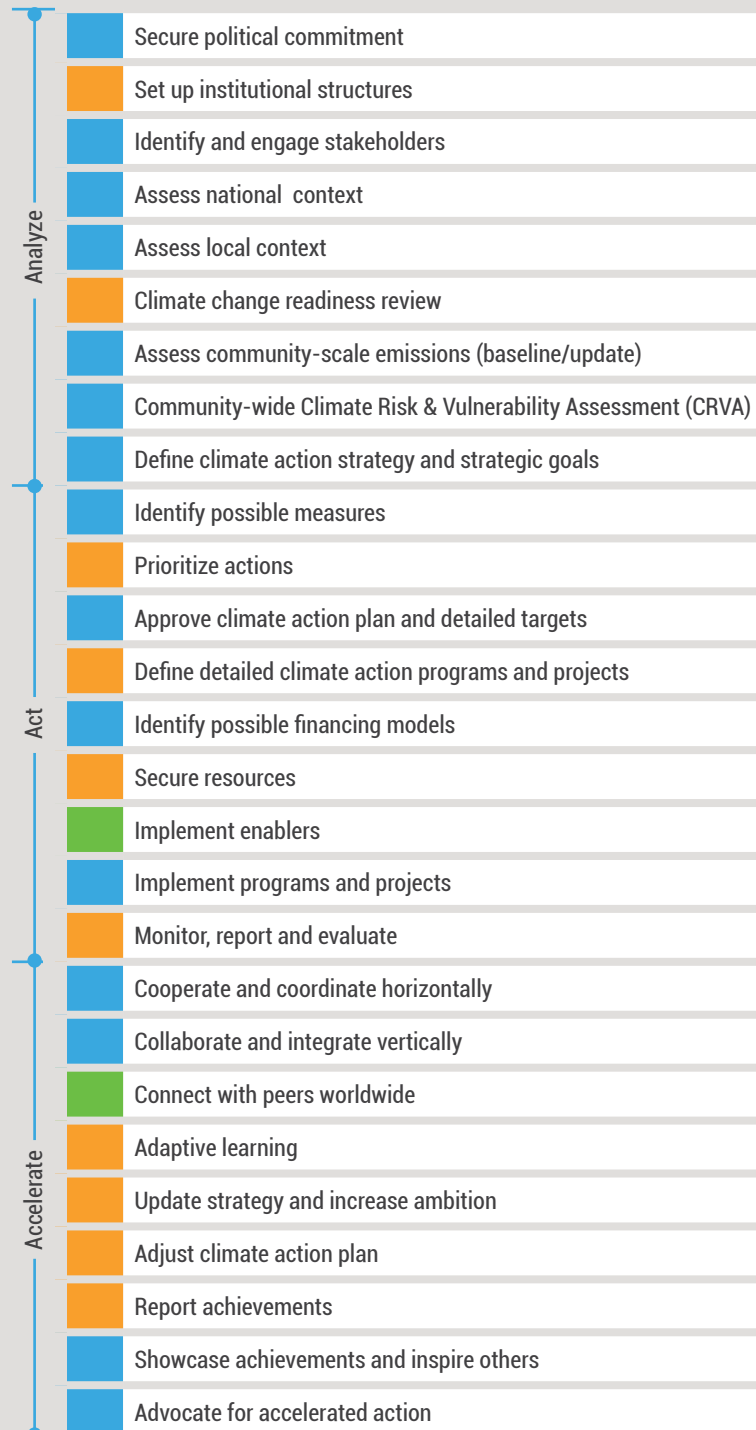 Secure political commitment
Set up institutional structures
Identify and engage stakeholders
Assess national context
Assess local context
Climate change readiness review
Assess community-scale emissions (baseline/update)
Community-wide Climate Risk & Vulnerability Assessment (CRVA)
Define climate action strategy and strategic goals
Analyze
Identify possible measures
Prioritize actions
Approve climate action plan and detailed targets
Define detailed climate action programs and projects
Identify possible financing models
Secure resources
Implement enablers
Implement programs and projects
Monitor, report and evaluate
Act
Cooperate and coordinate horizontally
Collaborate and integrate vertically
Connect with peers worldwide
Adaptive learning
Update strategy and increase ambition
Adjust climate action plan
Report achievements
Showcase achievements and inspire others
Advocate for accelerated action
Accelerate